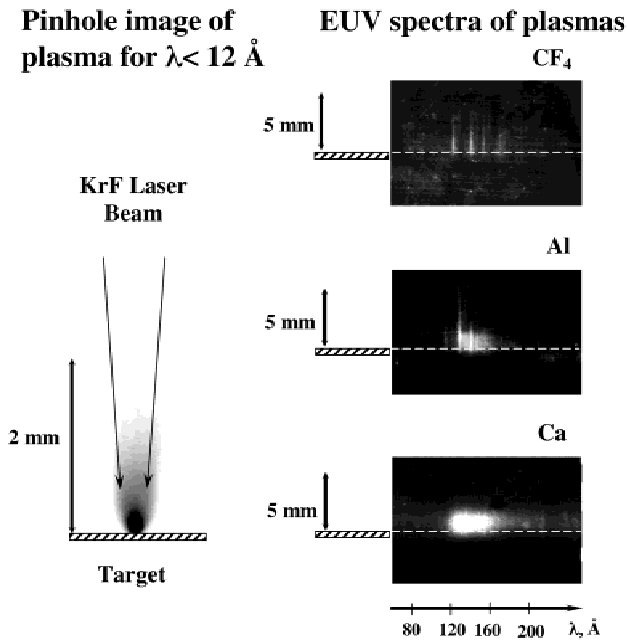 Pinhole image of
plasma for λ< 12 Å
EUV spectra of plasmas
CF₄
5 mm
KrF Laser
Beam
Al
5 mm
2 mm
Ca
5 mm
Target
80 120 160 200 λ, Å